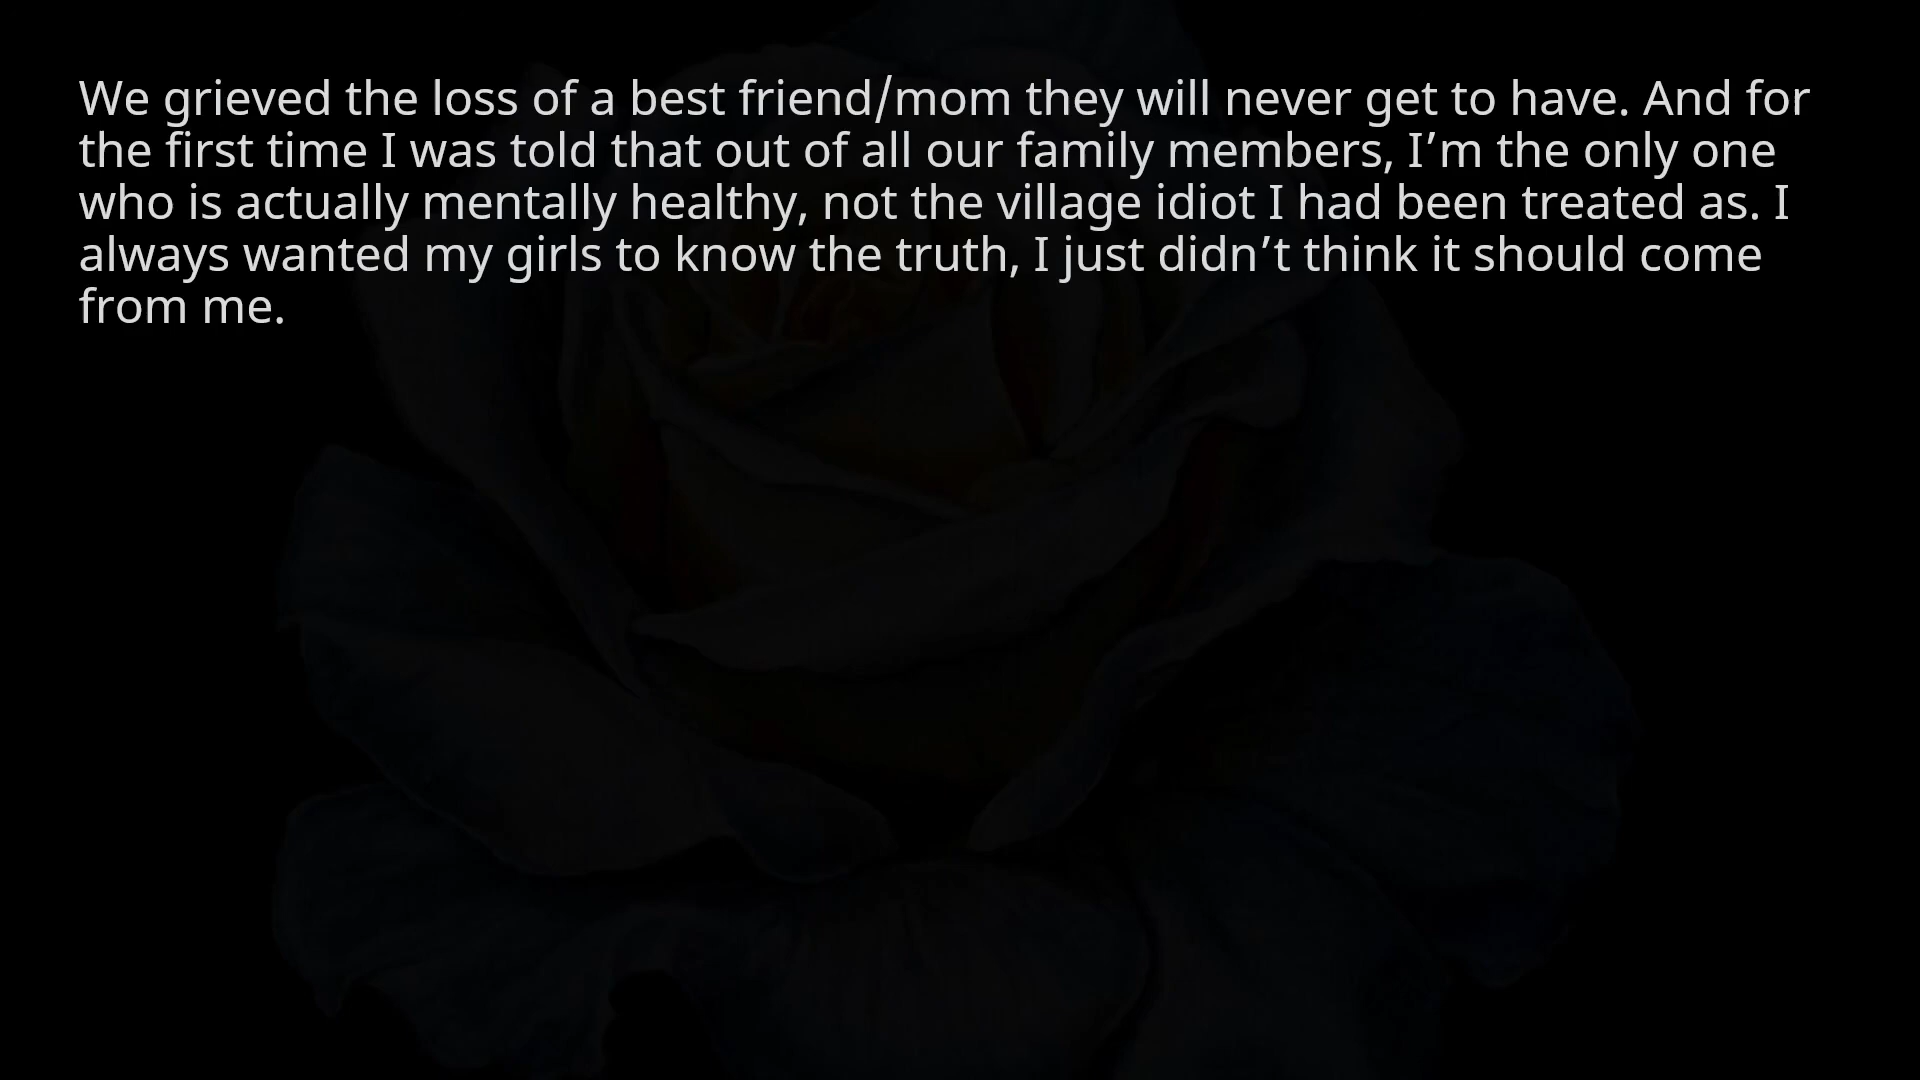 We grieved the loss of a best friend/mom they will never get to have. And for
the first time I was told that out of all our family members, I’m the only one
who is actually mentally healthy, not the village idiot I had been treated as. I
always wanted my girls to know the truth, I just didn’t think it should come
from me.